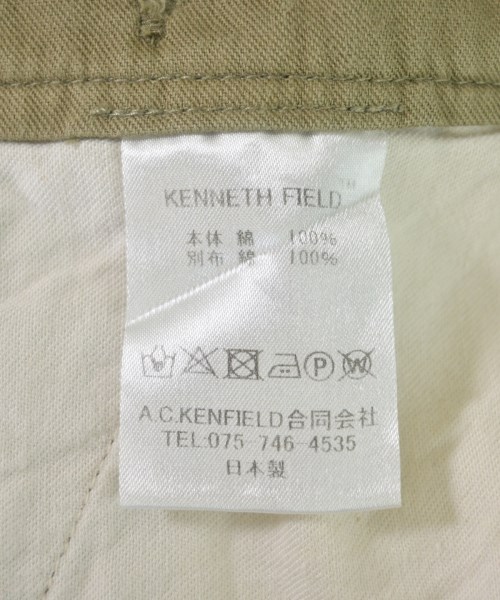 KENNETH FIELD™
本体 綿 100%
別布 綿 100%
P W
A.C.KENFIELD合同会社
TEL:075-746-4535
日本製